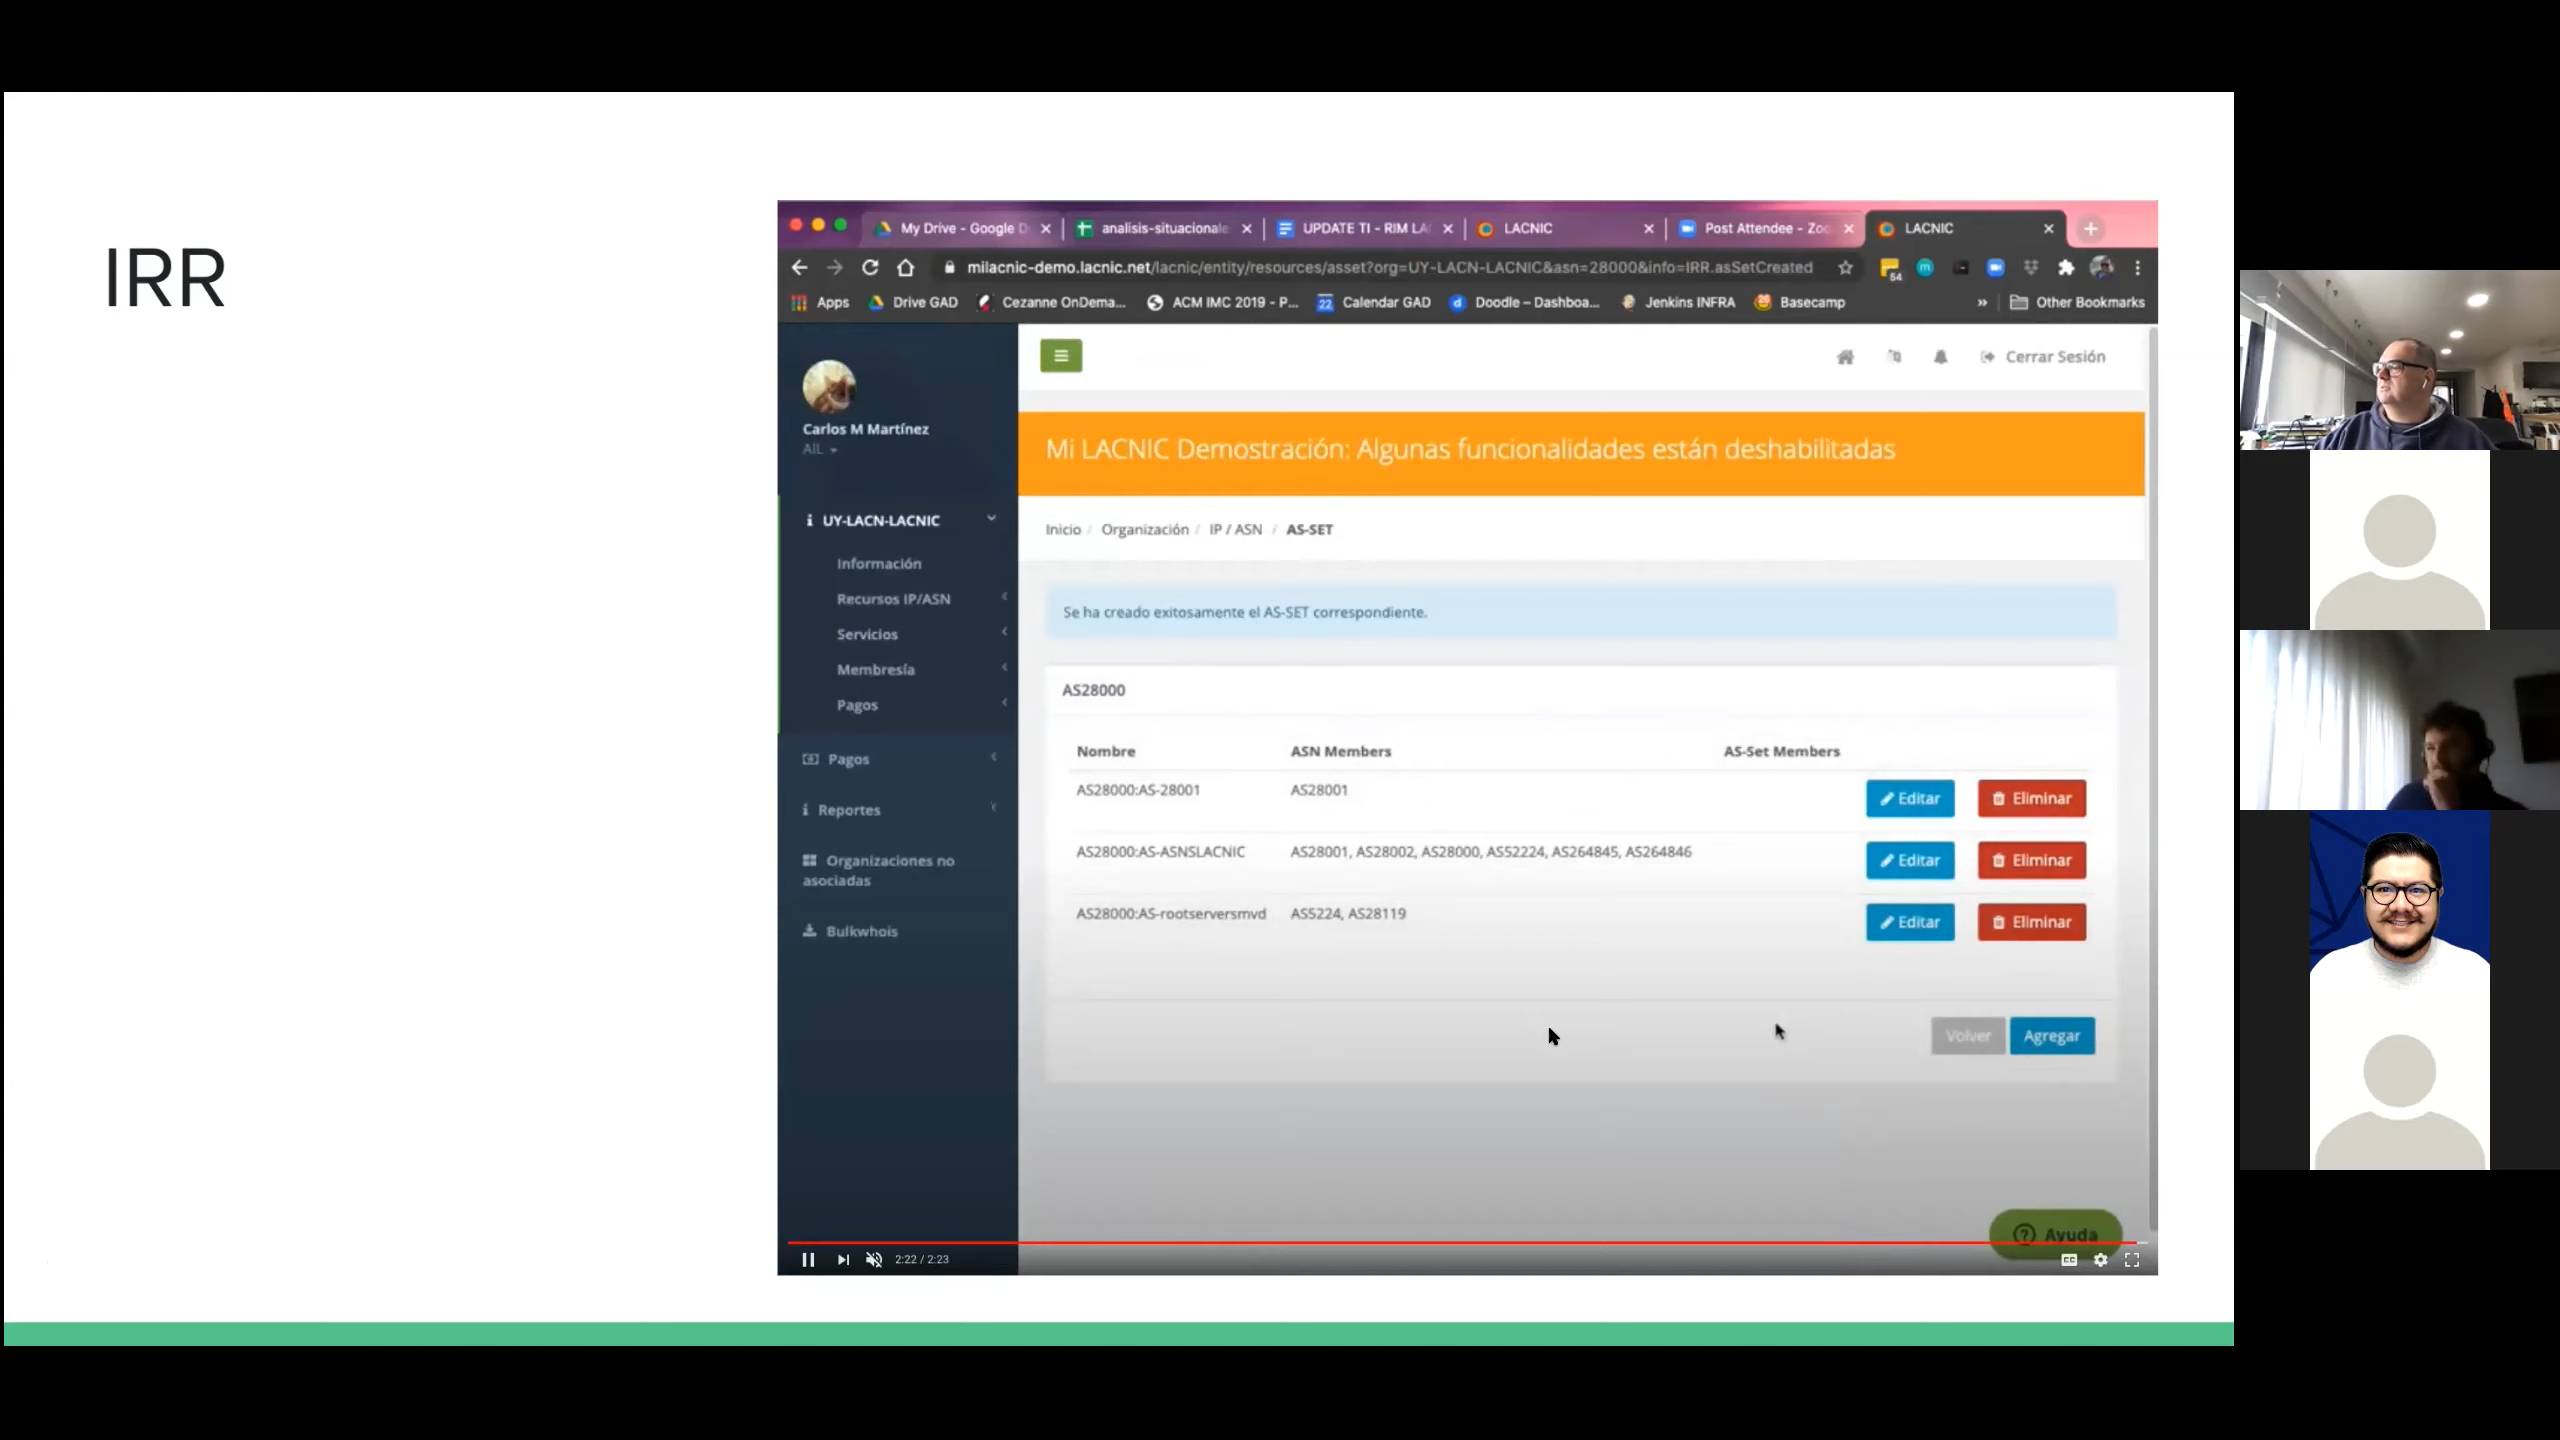 IRR
My Drive - Google D
analisis-situacionale
UPDATE TI - RIM LA
LACNIC
Post Attendee - Zoo
LACNIC
milacnic-demo.lacnic.net/lacnic/entity/resources/asset?org=UY-LACN-LACNIC&asn=28000&info=IRR.asSetCreated
54
Apps
Drive GAD
Cezanne OnDema...
ACM IMC 2019 - P...
22
Calendar GAD
Doodle – Dashboa...
Jenkins INFRA
Basecamp
»
Other Bookmarks
Carlos M Martínez
AIL
Cerrar Sesión
Mi LACNIC Demostración: Algunas funcionalidades están deshabilitadas
UY-LACN-LACNIC
Información
Recursos IP/ASN
Servicios
Membresía
Pagos
Pagos
Reportes
Organizaciones no
asociadas
Bulkwhois
Inicio / Organización / IP / ASN / AS-SET
Se ha creado exitosamente el AS-SET correspondiente.
AS28000
Nombre ASN Members AS-Set Members
AS28000:AS-28001 AS28001 Editar Eliminar
AS28000:AS-ASNSLACNIC AS28001, AS28002, AS28000, AS52224, AS264845, AS264846 Editar Eliminar
AS28000:AS-rootserversmvd AS5224, AS28119 Editar Eliminar
Volver Agregar
Ayuda
2:22 / 2:23
CC